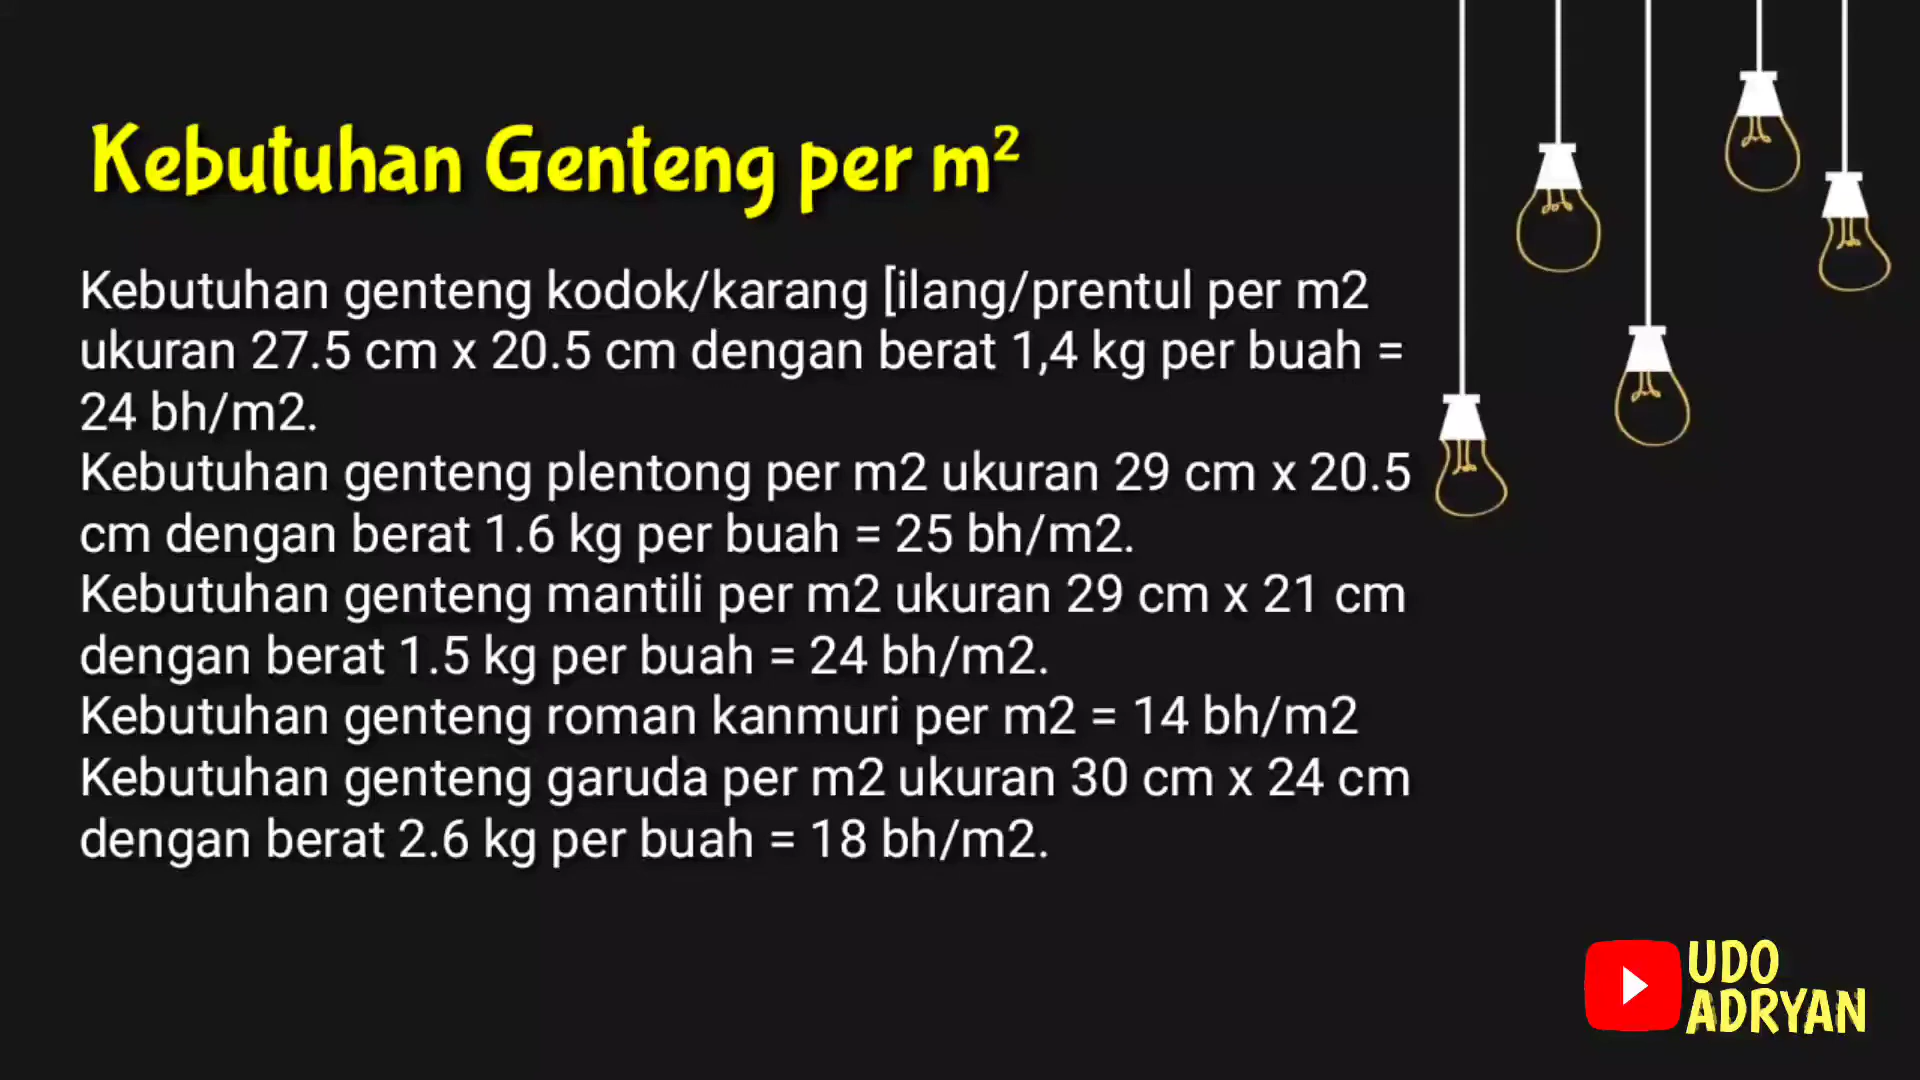 Kebutuhan Genteng per m²
Kebutuhan genteng kodok/karang [ilang/prentul per m2
ukuran 27.5 cm x 20.5 cm dengan berat 1,4 kg per buah =
24 bh/m2.
Kebutuhan genteng plentong per m2 ukuran 29 cm x 20.5
cm dengan berat 1.6 kg per buah = 25 bh/m2.
Kebutuhan genteng mantili per m2 ukuran 29 cm x 21 cm
dengan berat 1.5 kg per buah = 24 bh/m2.
Kebutuhan genteng roman kanmuri per m2 = 14 bh/m2
Kebutuhan genteng garuda per m2 ukuran 30 cm x 24 cm
dengan berat 2.6 kg per buah = 18 bh/m2.
UDO
ADRYAN